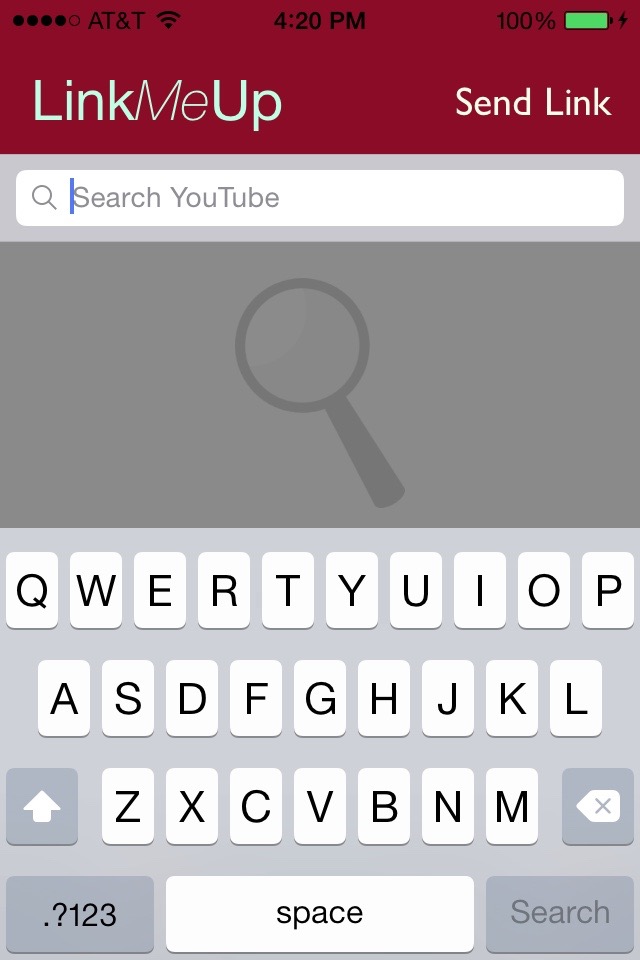 AT&T 4:20 PM 100%
LinkMeUp Send Link
Search YouTube
Q W E R T Y U I O P
A S D F G H J K L
Z X C V B N M
.?123 space Search